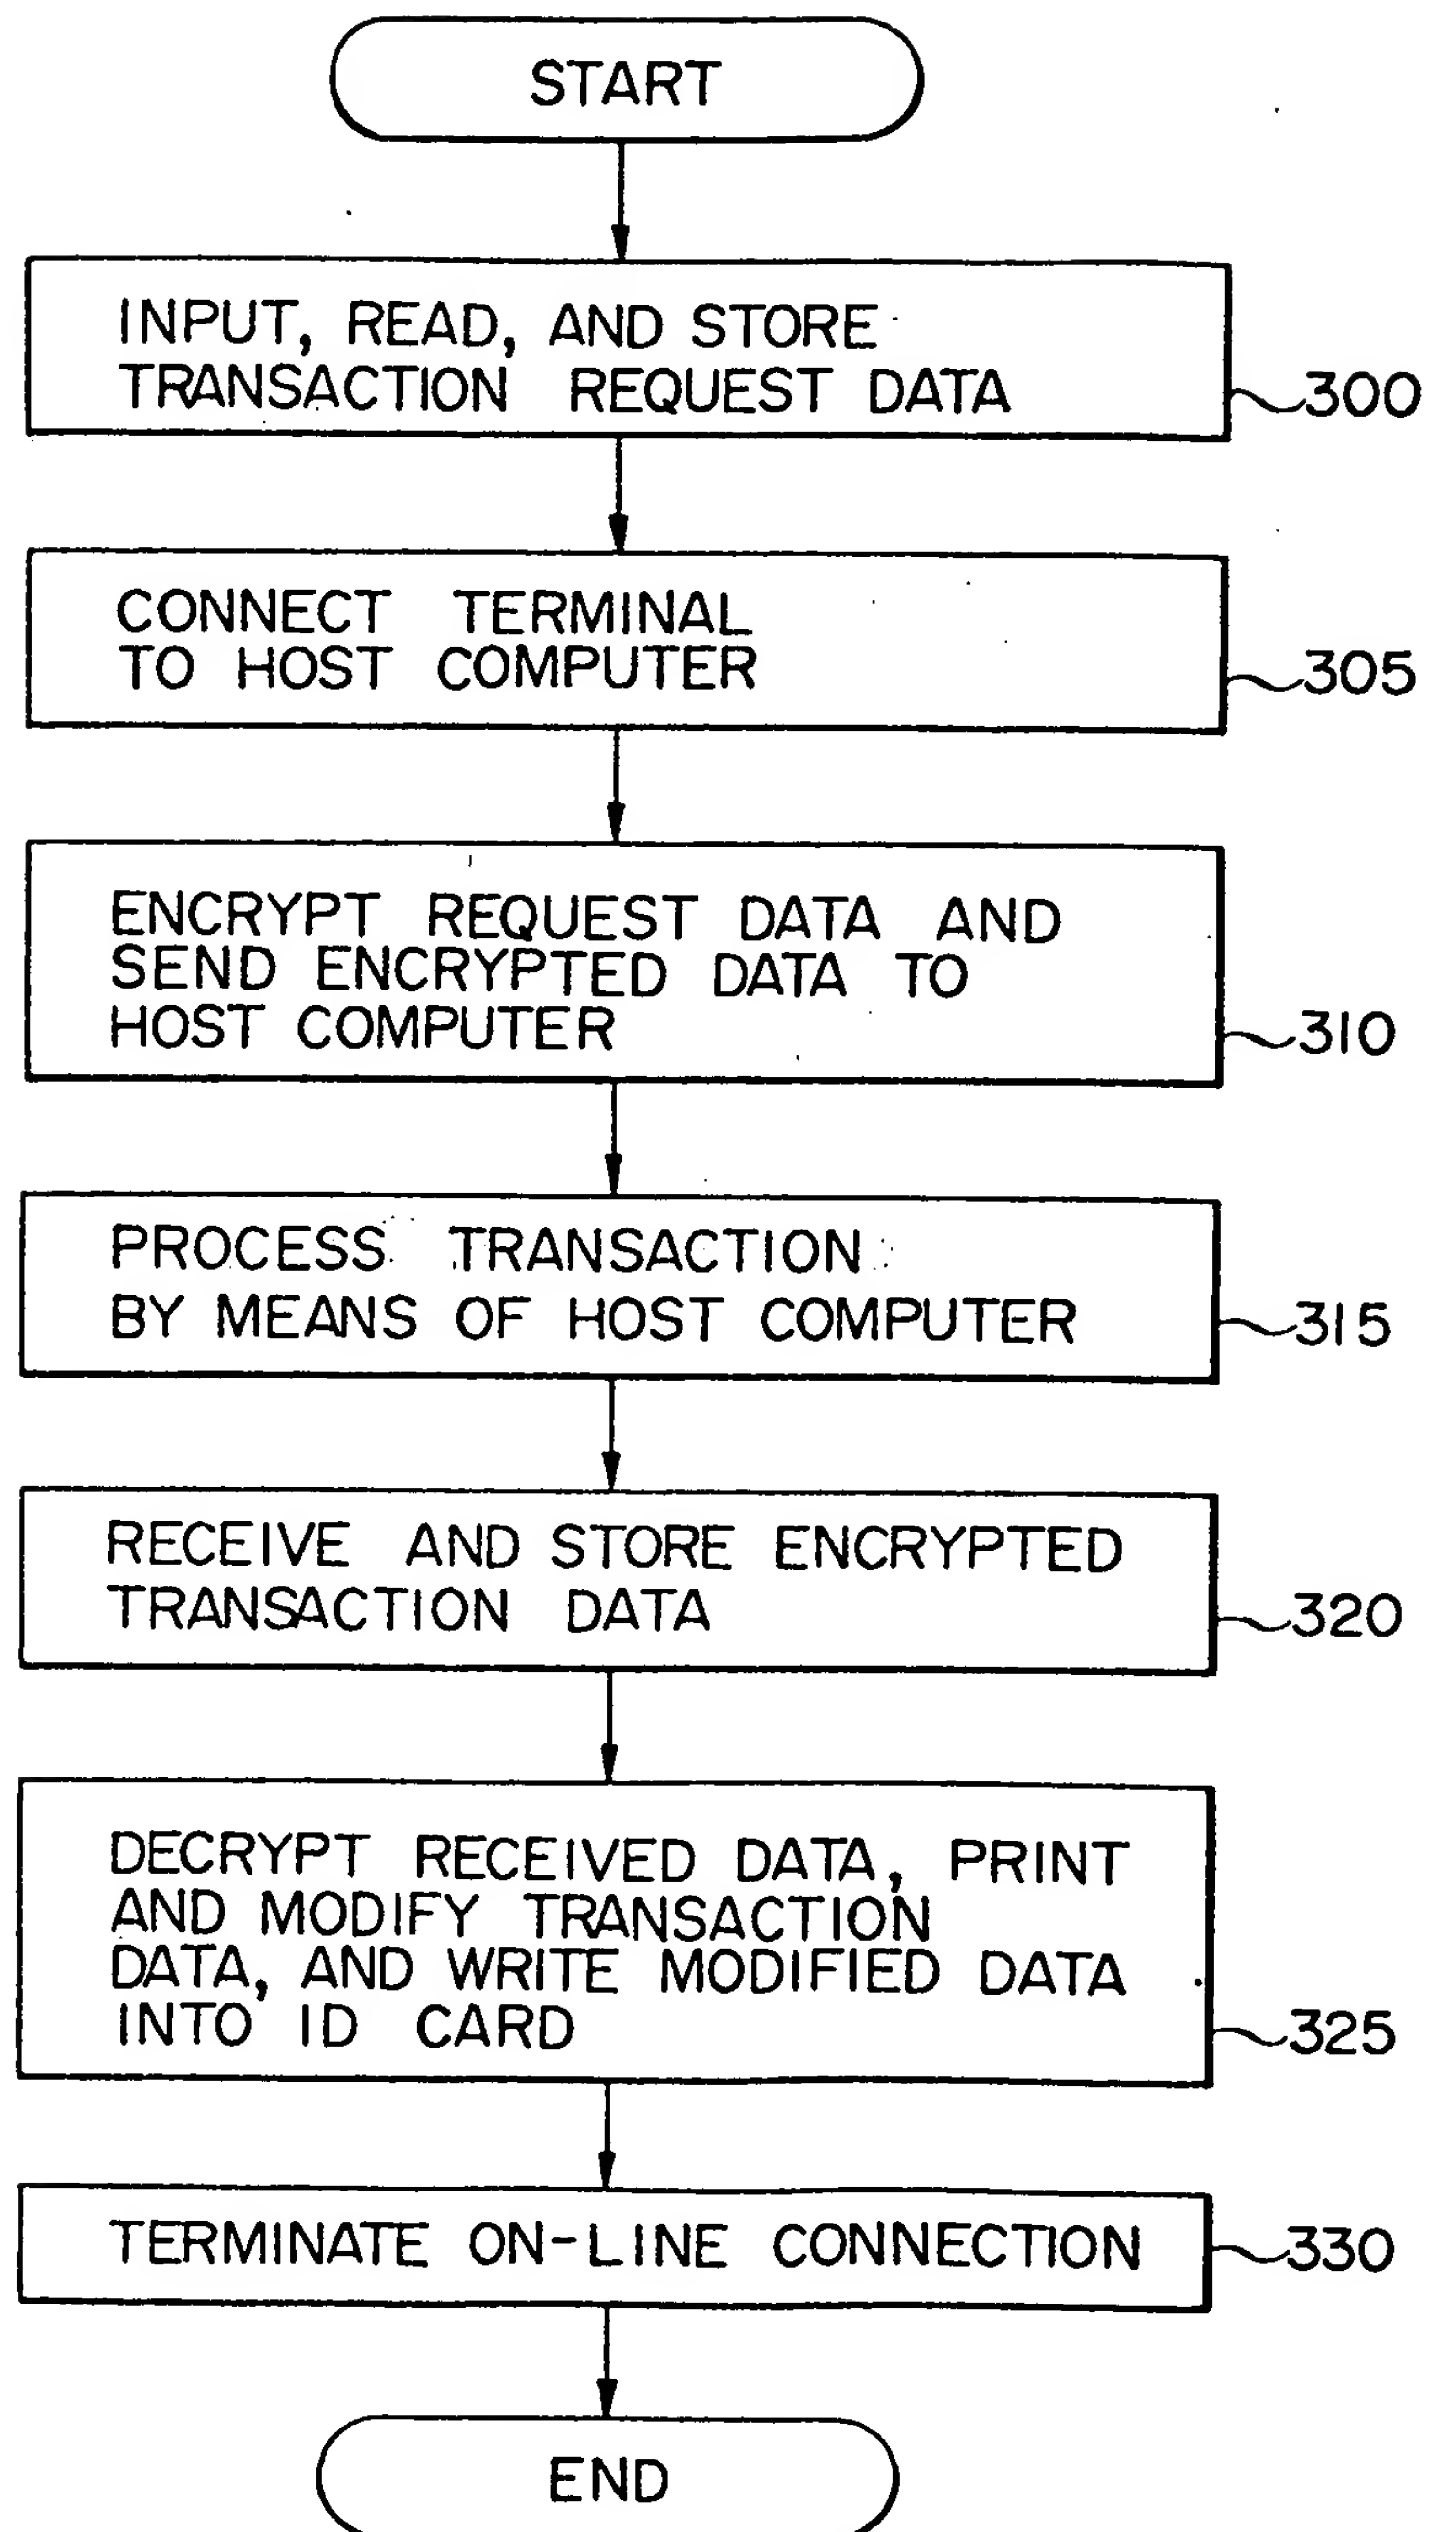 START
INPUT, READ, AND STORE
TRANSACTION REQUEST DATA
300
CONNECT TERMINAL
TO HOST COMPUTER
305
ENCRYPT REQUEST DATA AND
SEND ENCRYPTED DATA TO
HOST COMPUTER
310
PROCESS TRANSACTION
BY MEANS OF HOST COMPUTER
315
RECEIVE AND STORE ENCRYPTED
TRANSACTION DATA
320
DECRYPT RECEIVED DATA, PRINT
AND MODIFY TRANSACTION
DATA, AND WRITE MODIFIED DATA
INTO ID CARD
325
TERMINATE ON-LINE CONNECTION
330
END